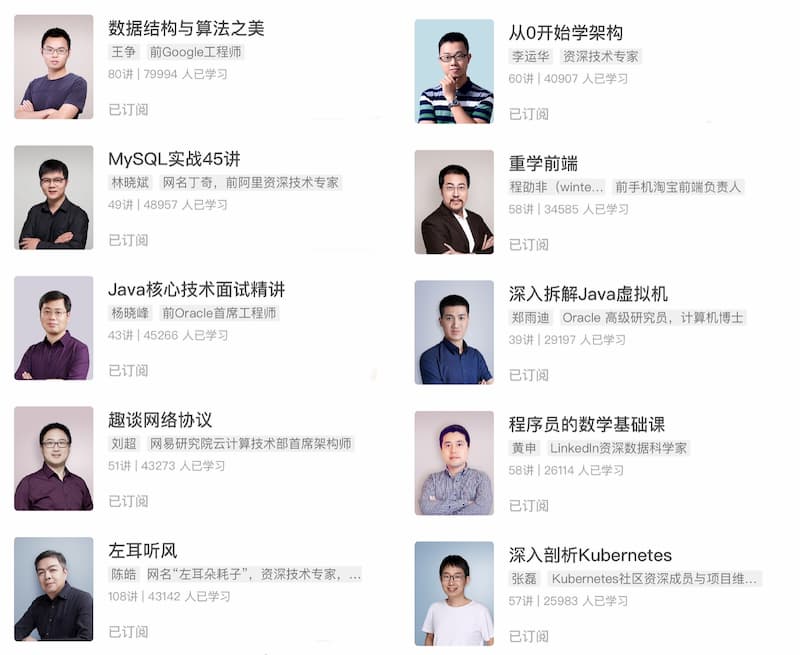 数据结构与算法之美
王争 前Google工程师
80讲 | 79994 人已学习
已订阅
MySQL实战45讲
林晓斌 网名丁奇，前阿里资深技术专家
49讲 | 48957 人已学习
已订阅
Java核心技术面试精讲
杨晓峰 前Oracle首席工程师
43讲 | 45266 人已学习
已订阅
趣谈网络协议
刘超 网易研究院云计算技术部首席架构师
51讲 | 43273 人已学习
已订阅
左耳听风
陈皓 网名“左耳朵耗子”，资深技术专家，...
108讲 | 43142 人已学习
已订阅
从0开始学架构
李运华 资深技术专家
60讲 | 40907 人已学习
已订阅
重学前端
程劭非（winte... 前手机淘宝前端负责人
58讲 | 34585 人已学习
已订阅
深入拆解Java虚拟机
郑雨迪 Oracle 高级研究员，计算机博士
39讲 | 29197 人已学习
已订阅
程序员的数学基础课
黄申 LinkedIn资深数据科学家
58讲 | 26114 人已学习
已订阅
深入剖析Kubernetes
张磊 Kubernetes社区资深成员与项目维...
57讲 | 25983 人已学习
已订阅